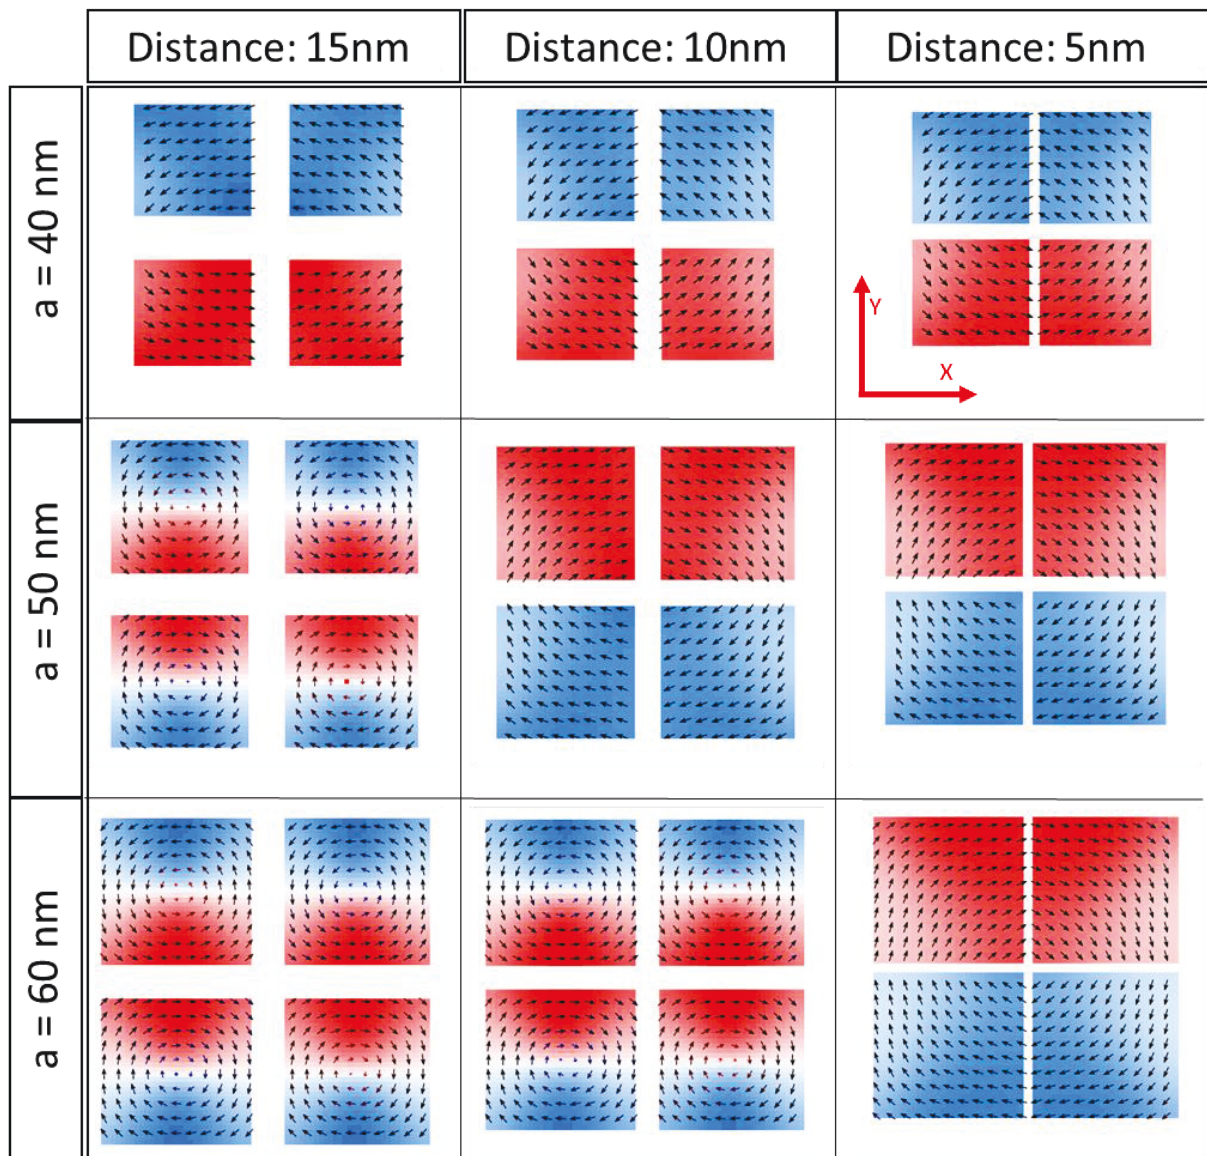 Distance: 15nm
Distance: 10nm
Distance: 5nm
a = 40 nm
Y
X
a = 50 nm
a = 60 nm